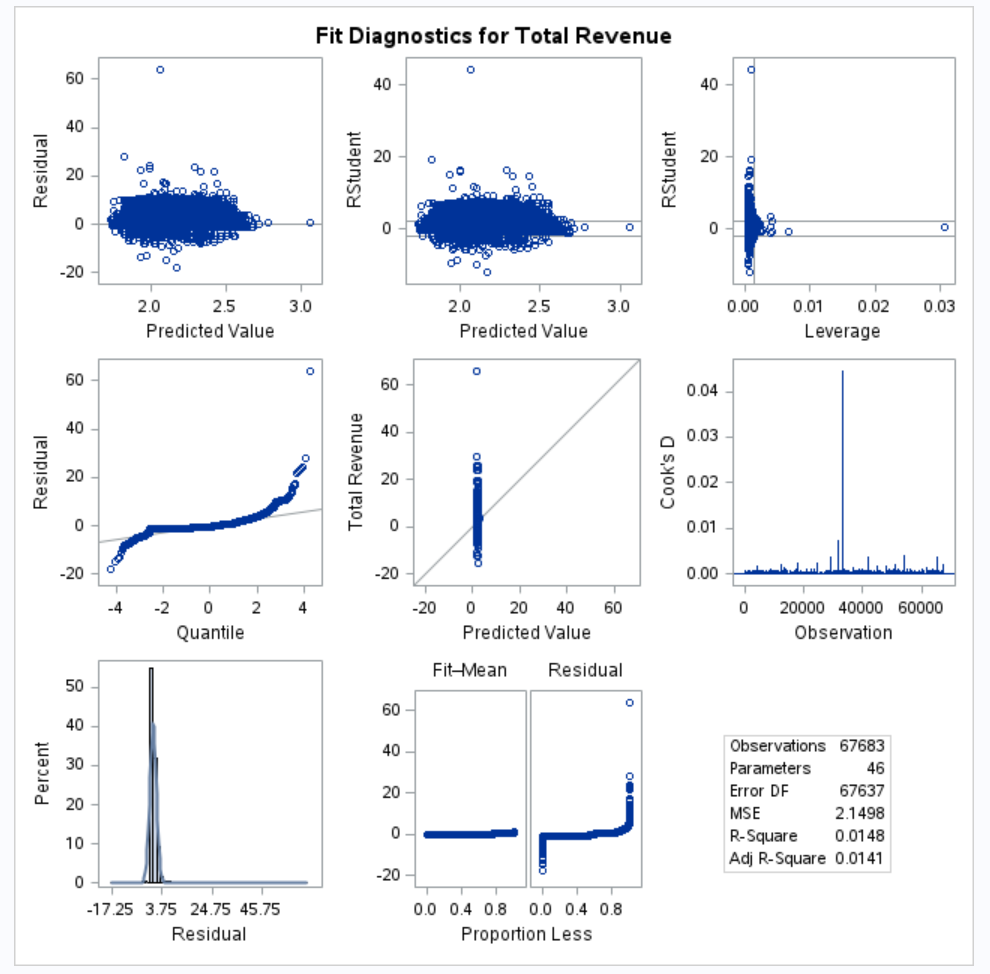 Fit Diagnostics for Total Revenue
60
40
20
0
-20
Residual
2.0 2.5 3.0
Predicted Value
40
20
0
RStudent
2.0 2.5 3.0
Predicted Value
40
20
0
RStudent
0.00 0.01 0.02 0.03
Leverage
60
40
20
0
-20
Residual
-4 -2 0 2 4
Quantile
60
40
20
0
-20
Total Revenue
-20 0 20 40 60
Predicted Value
0.04
0.03
0.02
0.01
0.00
Cook's D
0 20000 40000 60000
Observation
50
40
30
20
10
0
Percent
-17.25 3.75 24.75 45.75
Residual
Fit–Mean Residual
60
40
20
0
-20
0.0 0.4 0.8 0.0 0.4 0.8
Proportion Less
Observations 67683
Parameters 46
Error DF 67637
MSE 2.1498
R-Square 0.0148
Adj R-Square 0.0141